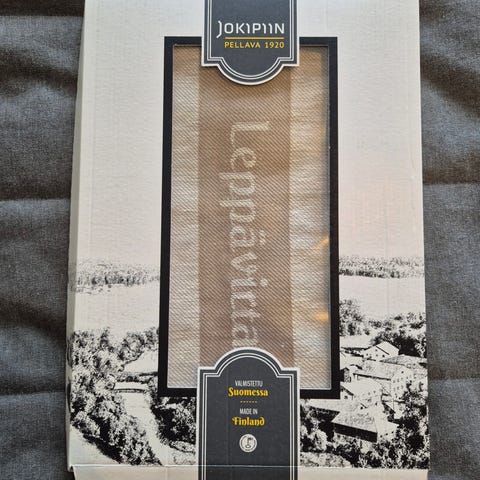 JOKIPIIN
PELLAVA 1920
Leppävirta
VALMISTETTU
Suomessa
MADE IN
Finland